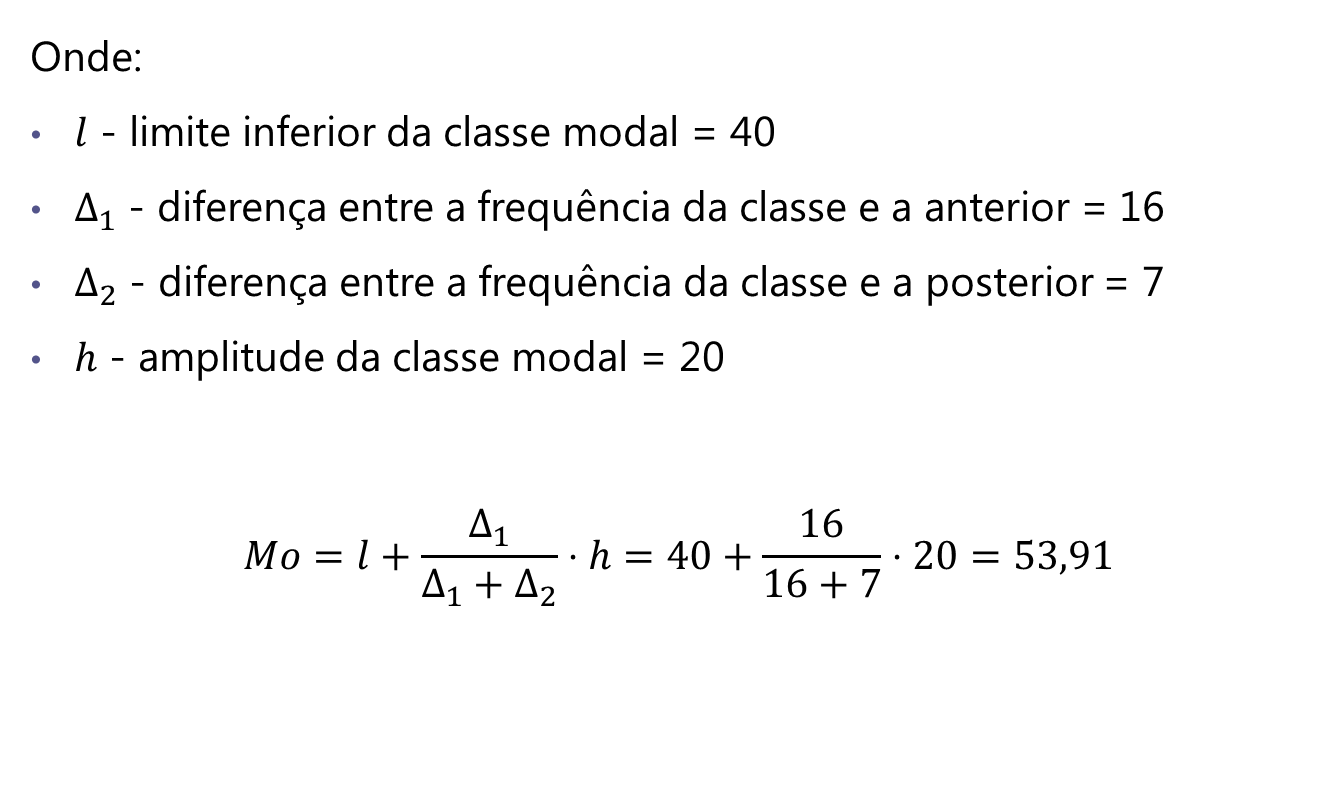 Onde:
• l - limite inferior da classe modal = 40
• Δ₁ - diferença entre a frequência da classe e a anterior = 16
• Δ₂ - diferença entre a frequência da classe e a posterior = 7
• h - amplitude da classe modal = 20
Mo = l + Δ₁/(Δ₁ + Δ₂) · h = 40 + 16/(16 + 7) · 20 = 53,91